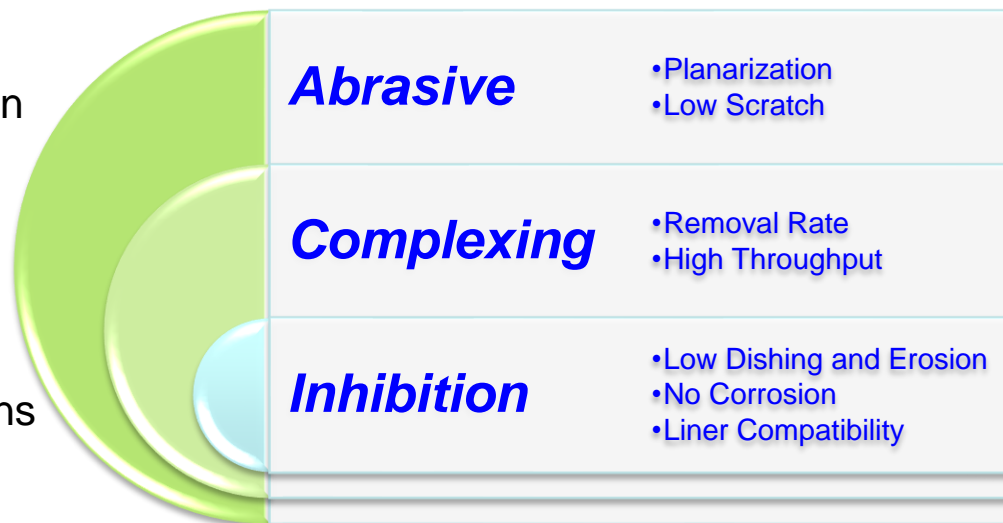 n
Abrasive
•Planarization
•Low Scratch
Complexing
•Removal Rate
•High Throughput
ns
Inhibition
•Low Dishing and Erosion
•No Corrosion
•Liner Compatibility